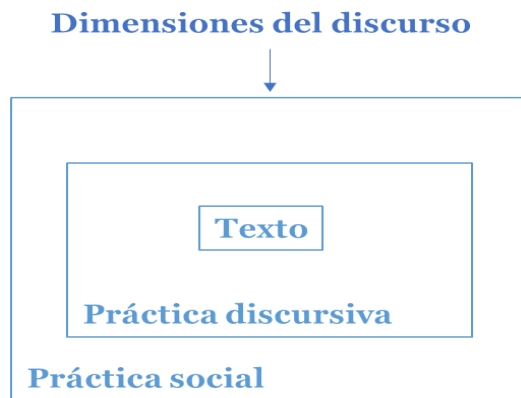 Dimensiones del discurso
Texto
Práctica discursiva
Práctica social